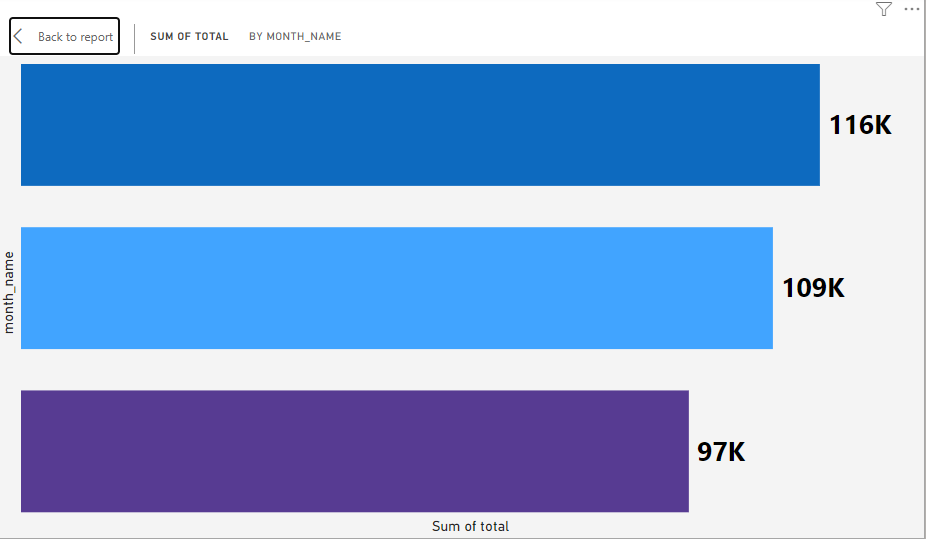 Back to report
SUM OF TOTAL BY MONTH_NAME
116K
109K
97K
month_name
Sum of total